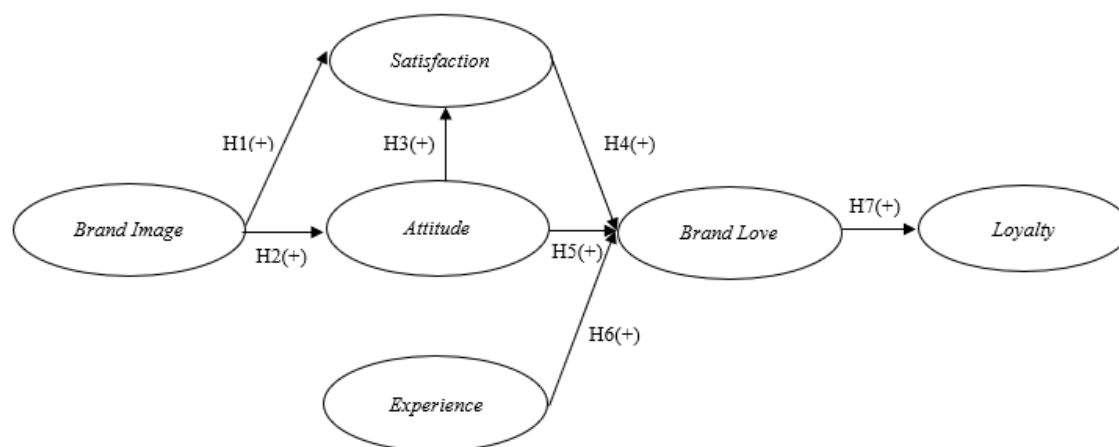 Satisfaction
H1(+)
H3(+)
H4(+)
Brand Image
H2(+)
Attitude
H5(+)
Brand Love
H7(+)
Loyalty
H6(+)
Experience